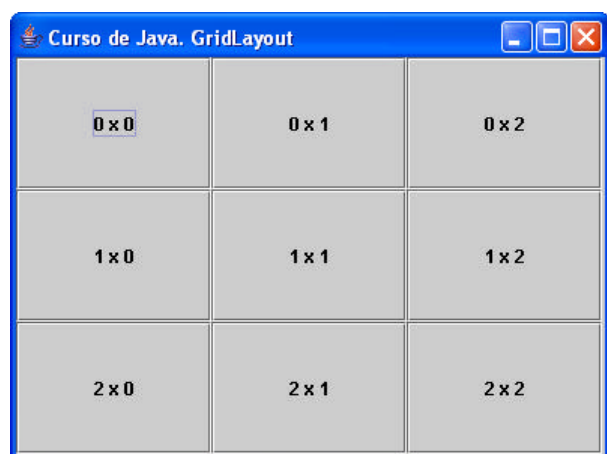 Curso de Java. GridLayout
0 x 0 0 x 1 0 x 2
1 x 0 1 x 1 1 x 2
2 x 0 2 x 1 2 x 2